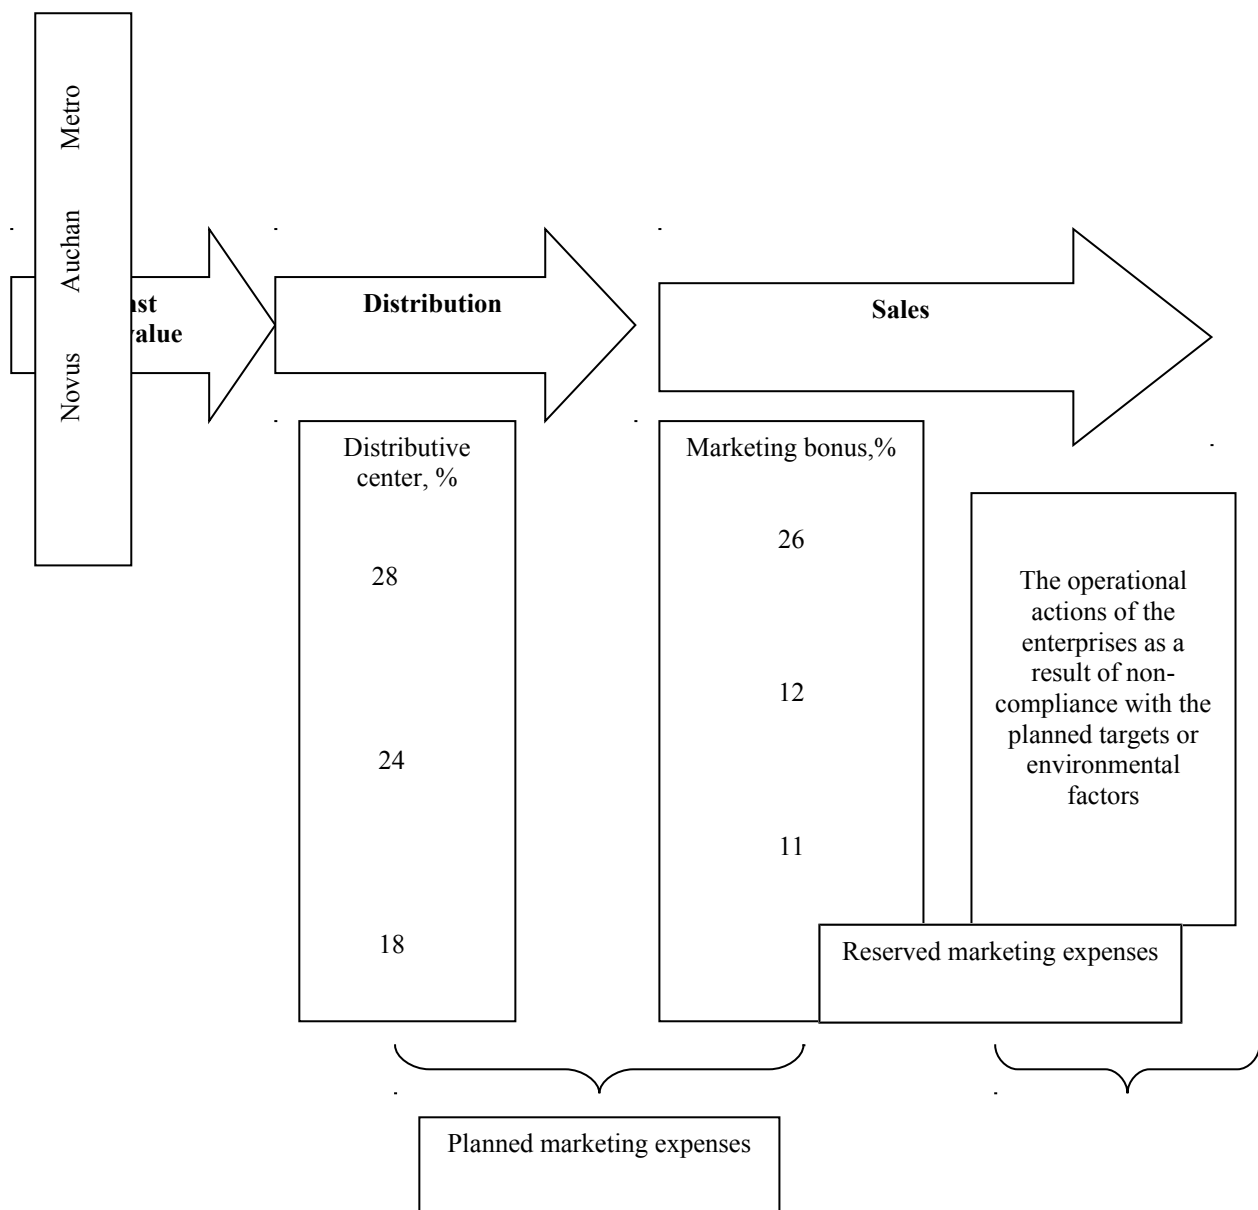 Novus Auchan Metro
value
Distribution
Sales
Distributive
center, %
28
24
18
Marketing bonus,%
26
12
11
The operational
actions of the
enterprises as a
result of non-
compliance with the
planned targets or
environmental
factors
Reserved marketing expenses
Planned marketing expenses